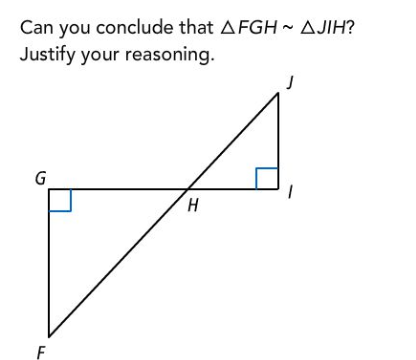 Can you conclude that △FGH ~ △JIH?
Justify your reasoning.
J
G
I
H
F